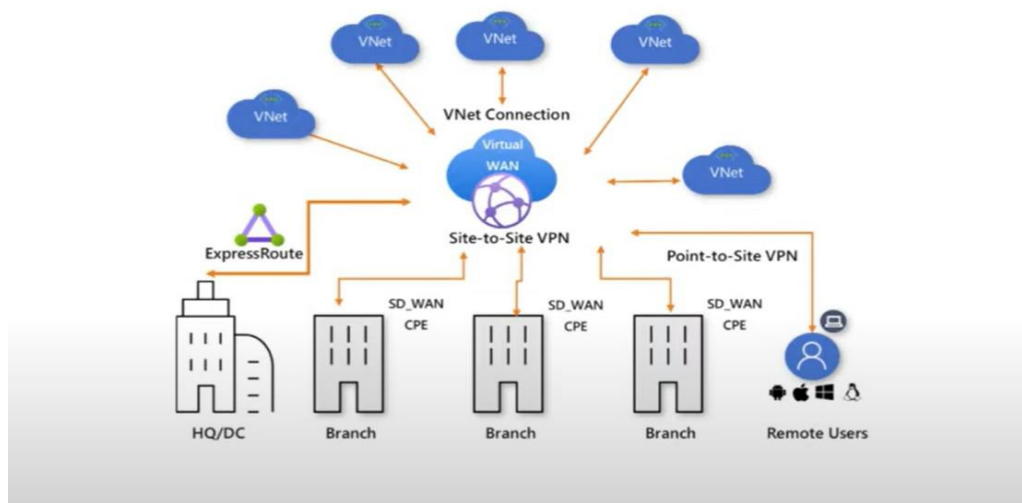 VNet
VNet
VNet
VNet
VNet Connection
Virtual
WAN
VNet
Site-to-Site VPN
ExpressRoute
Point-to-Site VPN
SD_WAN
CPE
SD_WAN
CPE
SD_WAN
CPE
HQ/DC
Branch
Branch
Branch
Remote Users